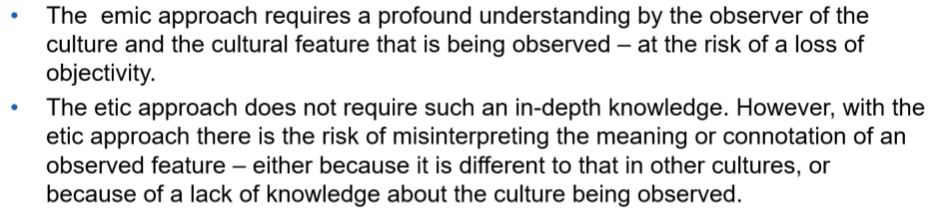 • The  emic approach requires a profound understanding by the observer of the
culture and the cultural feature that is being observed – at the risk of a loss of
objectivity.
• The etic approach does not require such an in-depth knowledge. However, with the
etic approach there is the risk of misinterpreting the meaning or connotation of an
observed feature – either because it is different to that in other cultures, or
because of a lack of knowledge about the culture being observed.